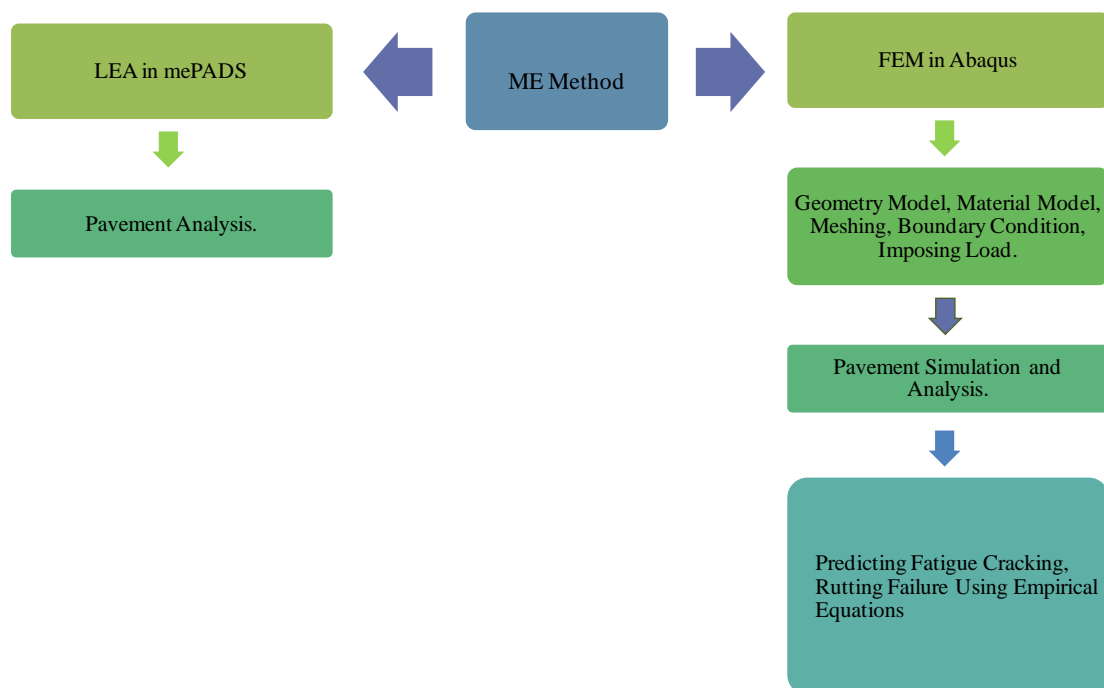 LEA in mePADS
ME Method
FEM in Abaqus
Pavement Analysis.
Geometry Model, Material Model,
Meshing, Boundary Condition,
Imposing Load.
Pavement Simulation and
Analysis.
Predicting Fatigue Cracking,
Rutting Failure Using Empirical
Equations